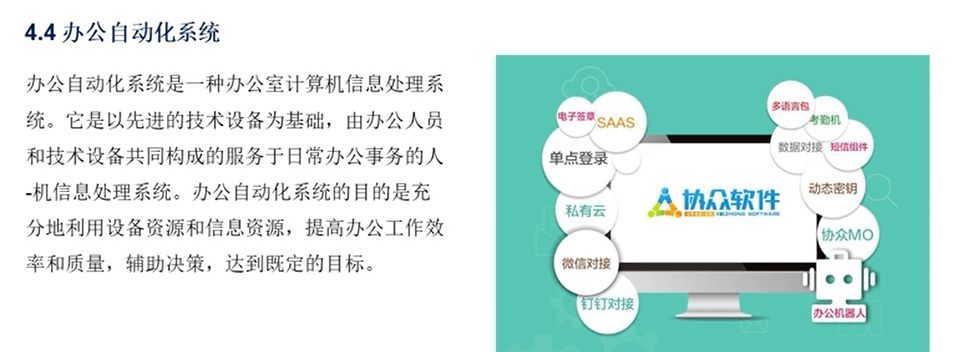 4.4 办公自动化系统
办公自动化系统是一种办公室计算机信息处理系
统。它是以先进的技术设备为基础，由办公人员
和技术设备共同构成的服务于日常办公事务的人
-机信息处理系统。办公自动化系统的目的是充
分地利用设备资源和信息资源，提高办公工作效
率和质量，辅助决策，达到既定的目标。
电子签章
SAAS
单点登录
私有云
微信对接
钉钉对接
协众软件
CNOA.CN XIEZHONG SOFTWARE
多语言包
考勤机
数据对接
短信组件
动态密钥
协众MO
办公机器人